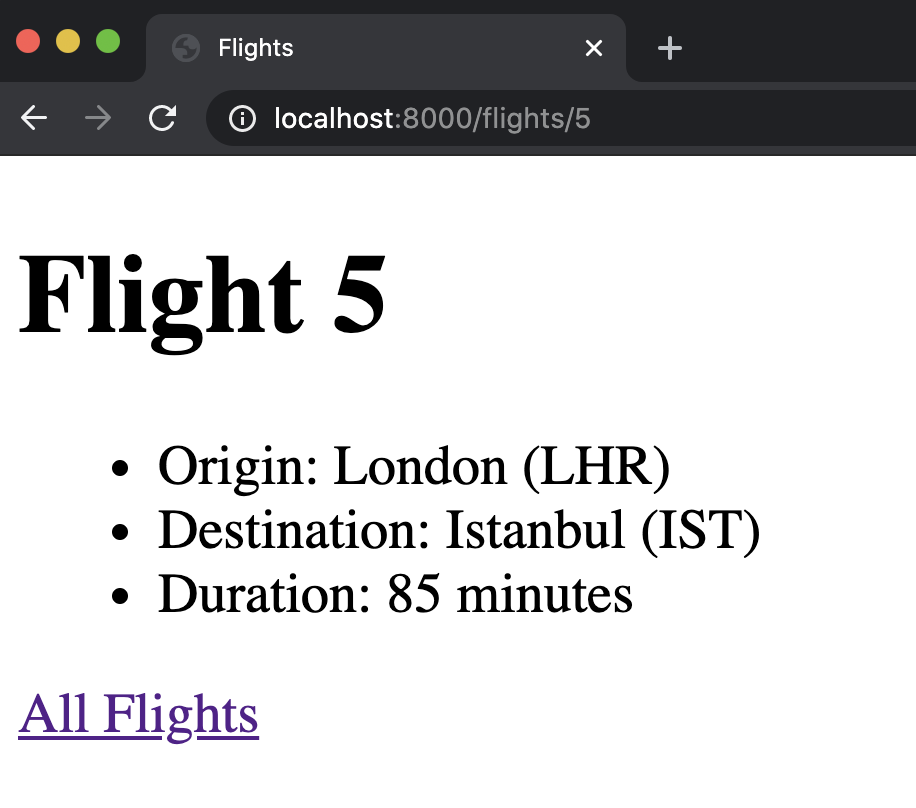 Flights
localhost:8000/flights/5
Flight 5
• Origin: London (LHR)
• Destination: Istanbul (IST)
• Duration: 85 minutes
All Flights